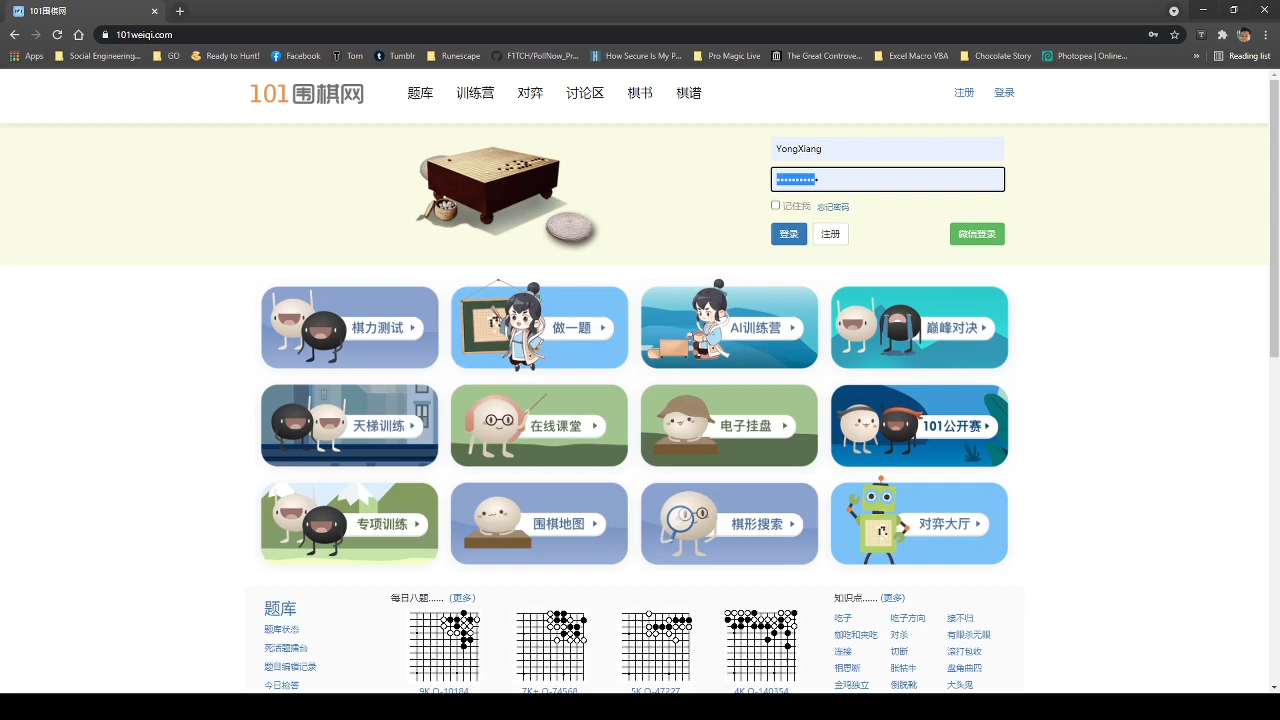 101围棋网
101weiqi.com
Apps Social Engineering... GO Ready to Hunt! Facebook Torn Tumblr Runescape F1TCH/PollNow_Pr... How Secure Is My P... Pro Magic Live The Great Controve... Excel Macro VBA Chocolate Story Photopea | Online... » Reading list
101围棋网 题库 训练营 对弈 讨论区 棋书 棋谱 注册 登录
YongXiang
记住我 忘记密码
登录 注册 微信登录
棋力测试 做一题 AI训练营 巅峰对决
天梯训练 在线课堂 电子挂盘 101公开赛
专项训练 围棋地图 棋形搜索 对弈大厅
题库
题库状态
死活题擂台
题目编辑记录
今日抢答
每日八题...... (更多)
9K Q-10184 7K+ Q-74568 5K Q-47227 4K Q-140354
知识点...... (更多)
吃子 吃子方向 接不归
枷吃和夹吃 对杀 有眼杀无眼
连接 切断 滚打包收
相思断 胀牯牛 盘角曲四
金鸡独立 倒脱靴 大头鬼